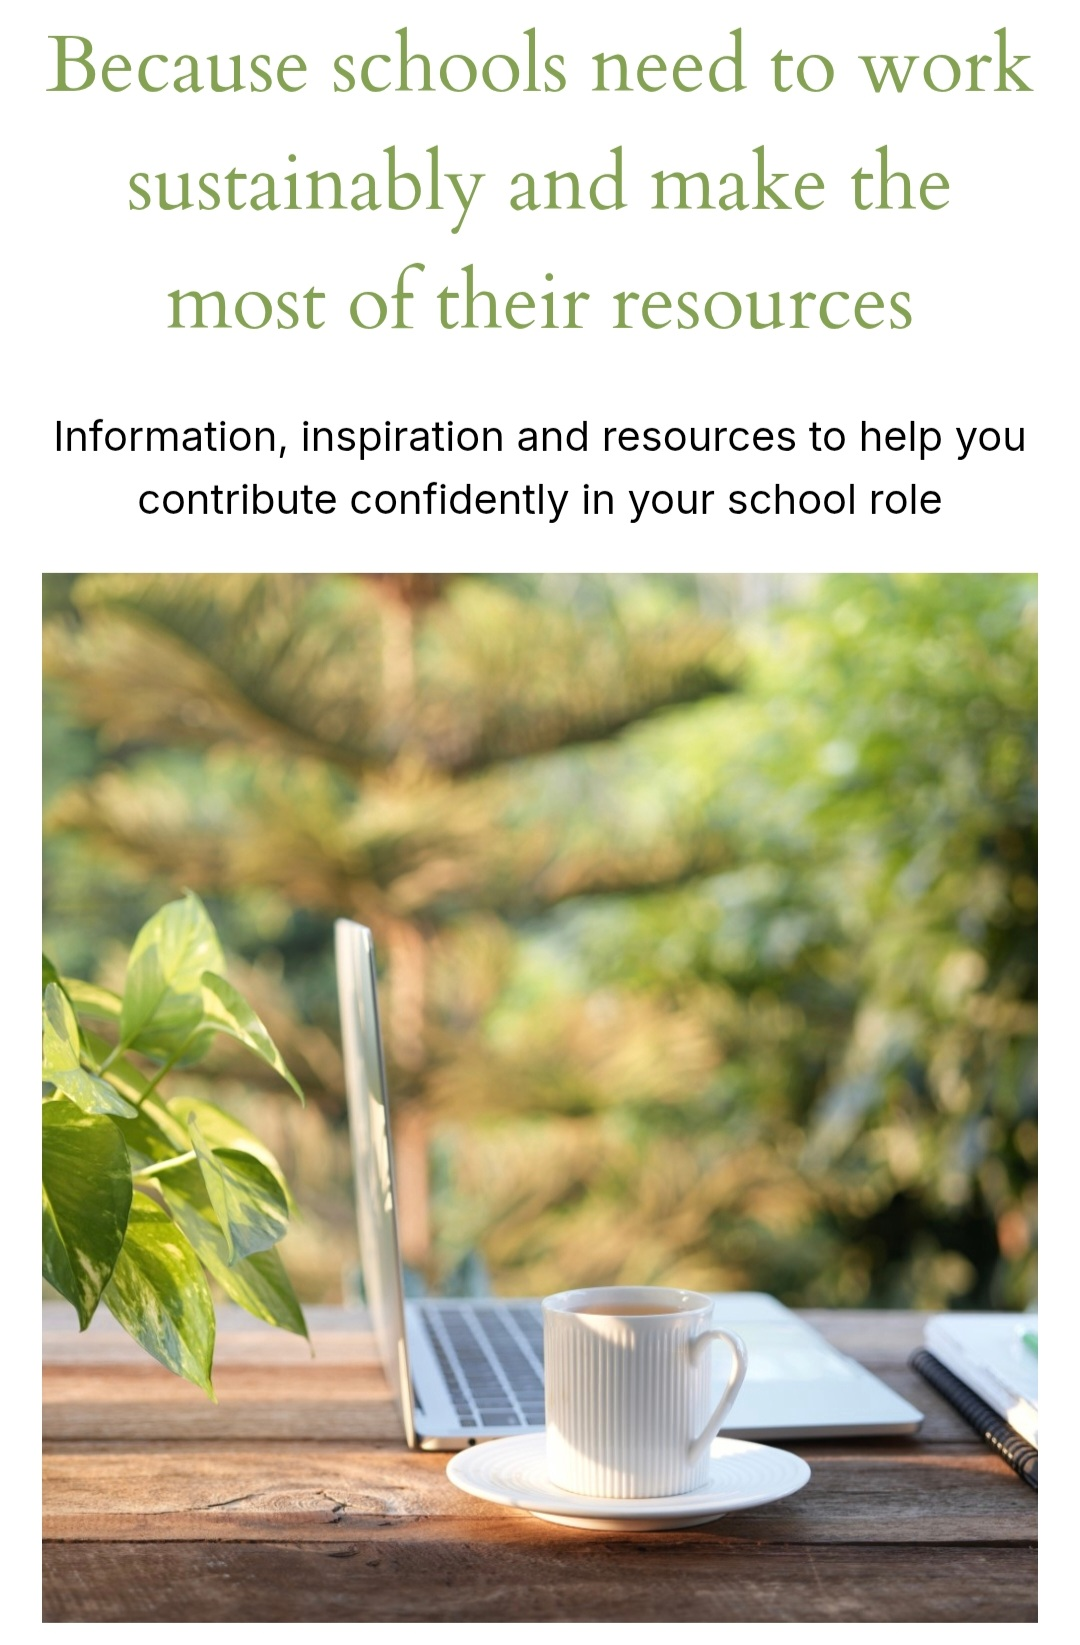 Because schools need to work
sustainably and make the
most of their resources
Information, inspiration and resources to help you
contribute confidently in your school role